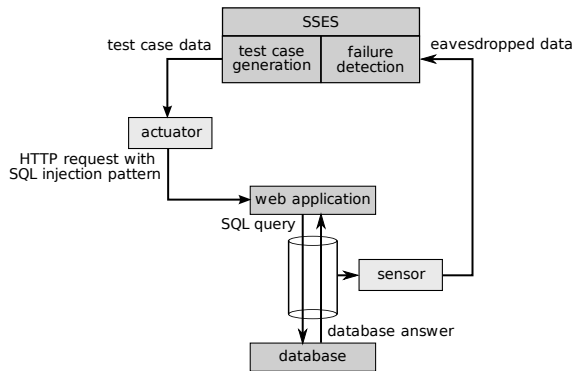 SSES
test case data
test case
generation
failure
detection
eavesdropped data
actuator
HTTP request with
SQL injection pattern
web application
SQL query
sensor
database answer
database